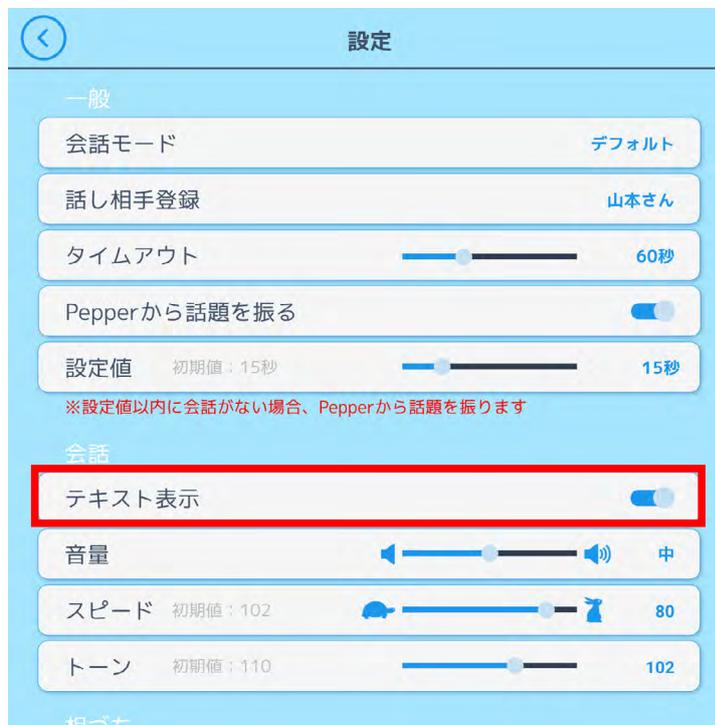 設定
一般
会話モード デフォルト
話し相手登録 山本さん
タイムアウト 60秒
Pepperから話題を振る
設定値 初期値：15秒 15秒
※設定値以内に会話がない場合、Pepperから話題を振ります
会話
テキスト表示
音量 中
スピード 初期値：102 80
トーン 初期値：110 102
相づち